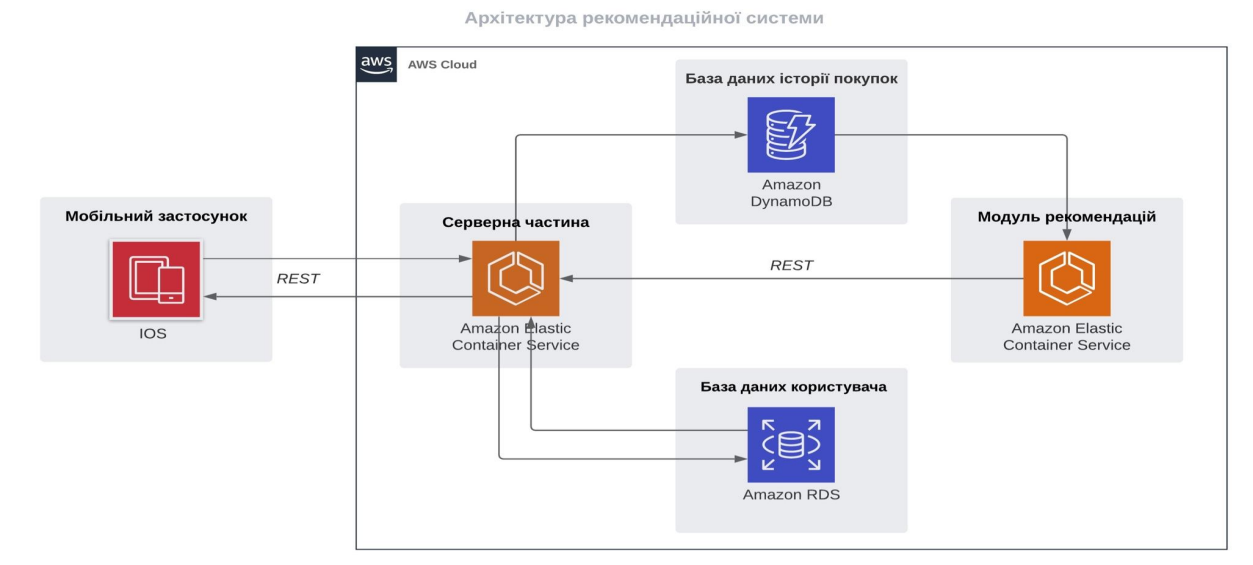 Архітектура рекомендаційної системи
aws
AWS Cloud
База даних історії покупок
Amazon
DynamoDB
Мобільний застосунок
IOS
REST
Серверна частина
Amazon Elastic
Container Service
REST
Модуль рекомендацій
Amazon Elastic
Container Service
База даних користувача
Amazon RDS